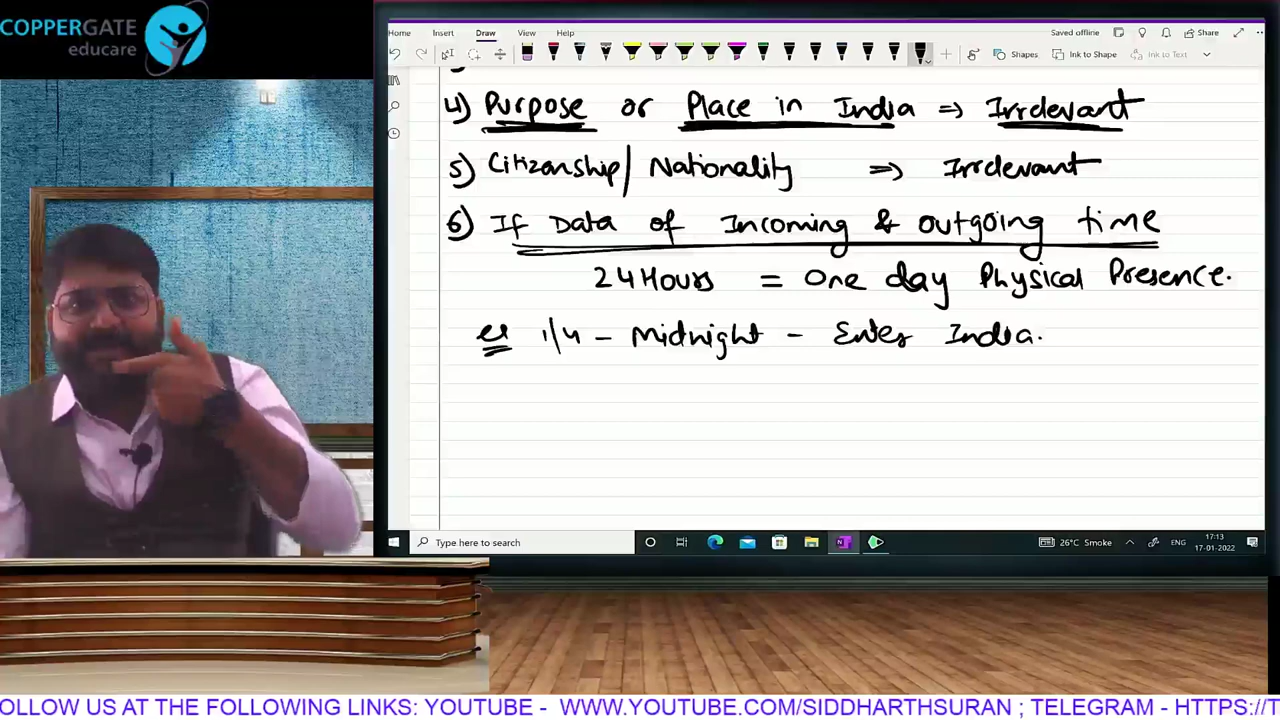 COPPERGATE
educare
Home Insert Draw View Help
Saved offline
Share
Shapes Ink to Shape Ink to Text
4) Purpose or Place in India ⇒ Irrelevant
5) Citizenship/ Nationality ⇒ Irrelevant
6) If Data of Incoming & outgoing time
24 Hours = One day Physical Presence.
ex 1/4 - Midnight - Enter India.
Type here to search
26°C Smoke
ENG
17:13
17-01-2022
OLLOW US AT THE FOLLOWING LINKS: YOUTUBE - WWW.YOUTUBE.COM/SIDDHARTHSURAN ; TELEGRAM - HTTPS://T